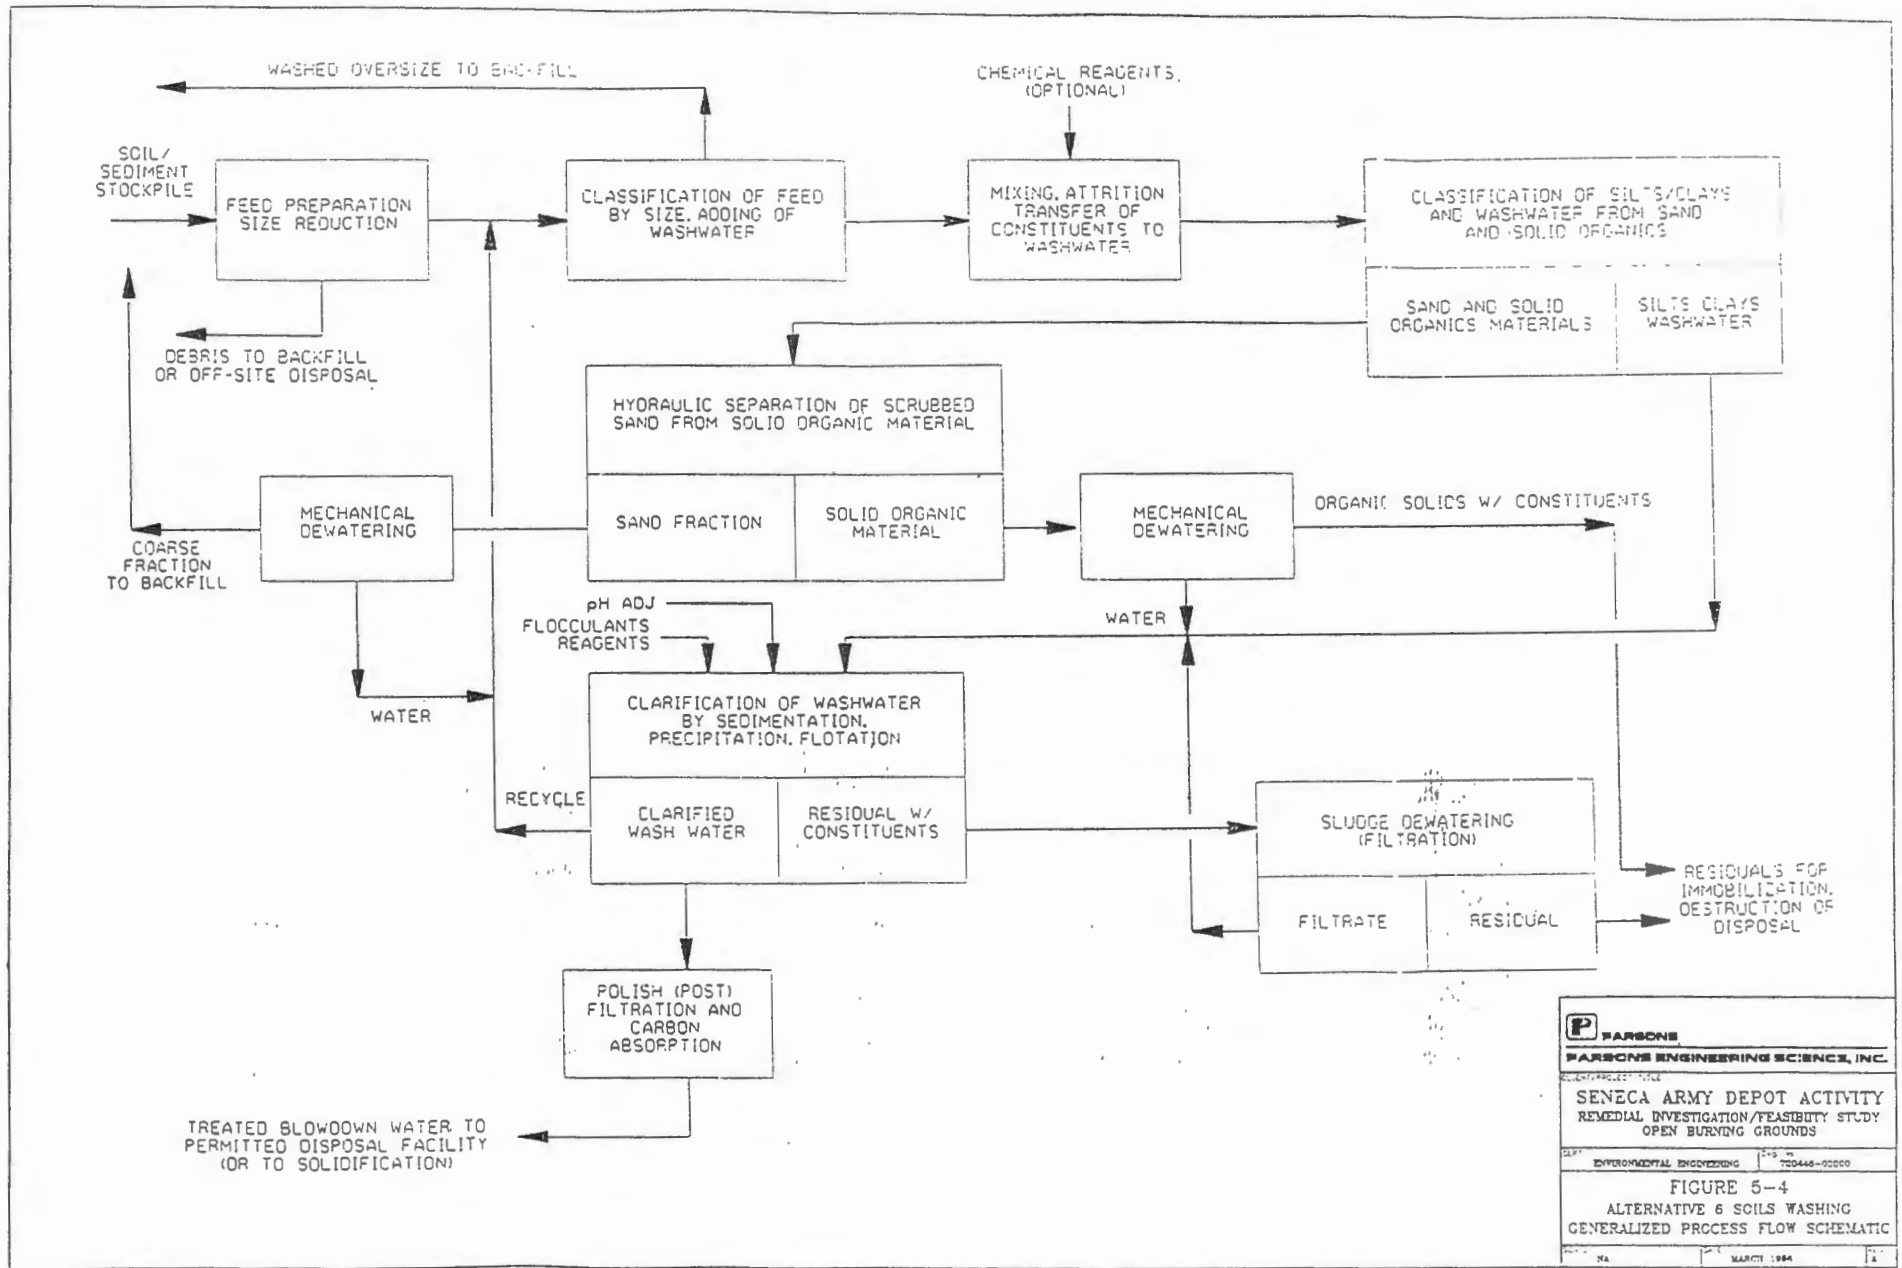 WASHED OVERSIZE TO BACKFILL
CHEMICAL REAGENTS,
(OPTIONAL)
SOIL/
SEDIMENT
STOCKPILE
FEED PREPARATION
SIZE REDUCTION
CLASSIFICATION OF FEED
BY SIZE, ADDING OF
WASHWATER
MIXING, ATTRITION
TRANSFER OF
CONSTITUENTS TO
WASHWATER
CLASSIFICATION OF SILTS/CLAYS
AND WASHWATER FROM SAND
AND SOLID ORGANICS
SAND AND SOLID
ORGANICS MATERIALS
SILTS CLAYS
WASHWATER
DEBRIS TO BACKFILL
OR OFF-SITE DISPOSAL
HYDRAULIC SEPARATION OF SCRUBBED
SAND FROM SOLID ORGANIC MATERIAL
MECHANICAL
DEWATERING
SAND FRACTION
SOLID ORGANIC
MATERIAL
MECHANICAL
DEWATERING
ORGANIC SOLIDS W/ CONSTITUENTS
COARSE
FRACTION
TO BACKFILL
pH ADJ
FLOCCULANTS
REAGENTS
WATER
WATER
CLARIFICATION OF WASHWATER
BY SEDIMENTATION,
PRECIPITATION, FLOTATION
RECYCLE
CLARIFIED
WASH WATER
RESIDUAL W/
CONSTITUENTS
SLUDGE DEWATERING
(FILTRATION)
FILTRATE
RESIDUAL
RESIDUALS FOR
IMMOBILIZATION,
DESTRUCTION OR
DISPOSAL
POLISH (POST)
FILTRATION AND
CARBON
ABSORPTION
TREATED BLOWDOWN WATER TO
PERMITTED DISPOSAL FACILITY
(OR TO SOLIDIFICATION)
P PARSONS
PARSONS ENGINEERING SCIENCE, INC.
CLIENT/PROJECT TITLE
SENECA ARMY DEPOT ACTIVITY
REMEDIAL INVESTIGATION/FEASIBILITY STUDY
OPEN BURNING GROUNDS
ENVIRONMENTAL ENGINEERING
FIGURE 5-4
ALTERNATIVE 6 SOILS WASHING
GENERALIZED PROCESS FLOW SCHEMATIC
NA
MARCH
A